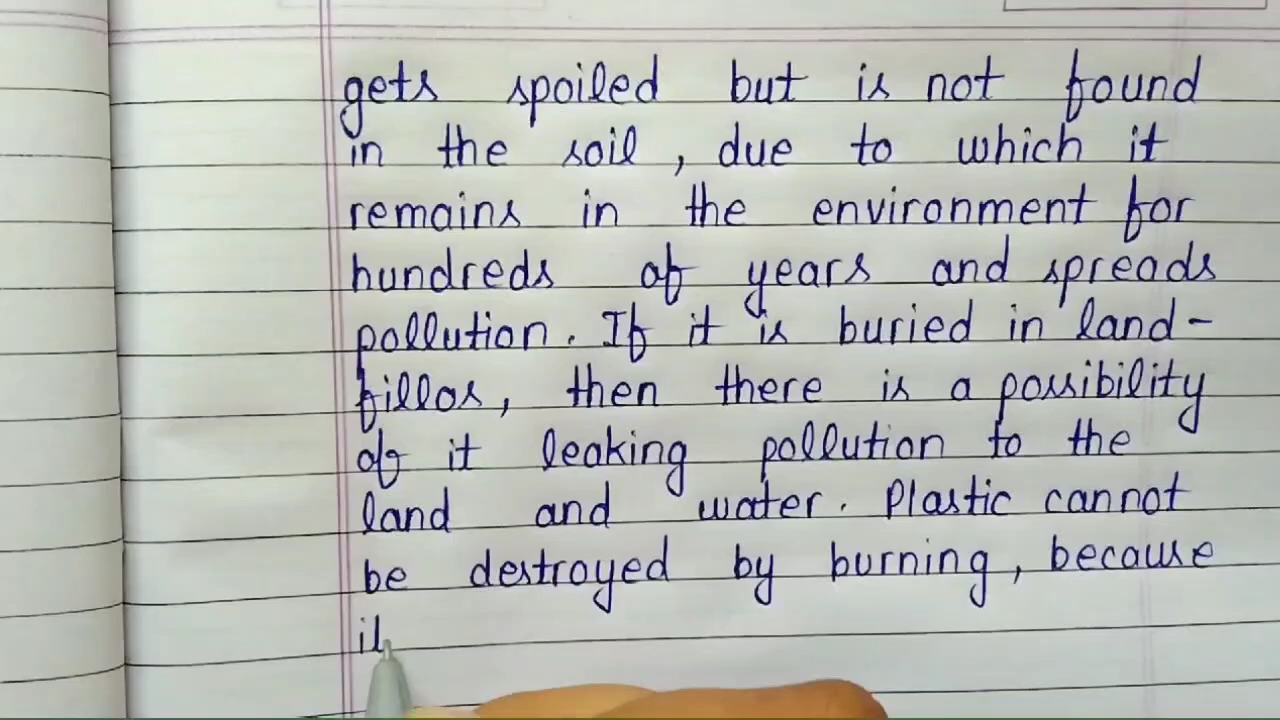 gets spoiled but is not found
in the soil, due to which it
remains in the environment for
hundreds of years and spreads
pollution. If it is buried in land-
fillas, then there is a possibility
of it leaking pollution to the
land and water. Plastic cannot
be destroyed by burning, because